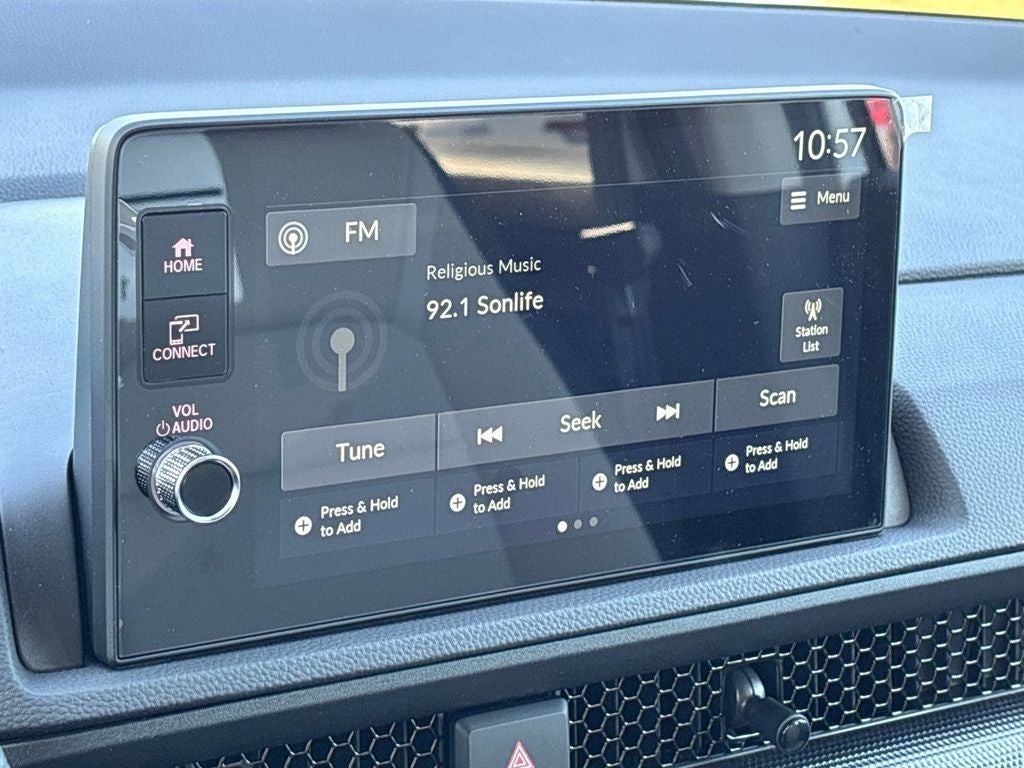 10:57
Menu
FM
HOME
Religious Music
92.1 Sonlife
CONNECT
Station
List
VOL
AUDIO
Tune
Seek
Scan
Press & Hold
to Add
Press & Hold
to Add
Press & Hold
to Add
Press & Hold
to Add